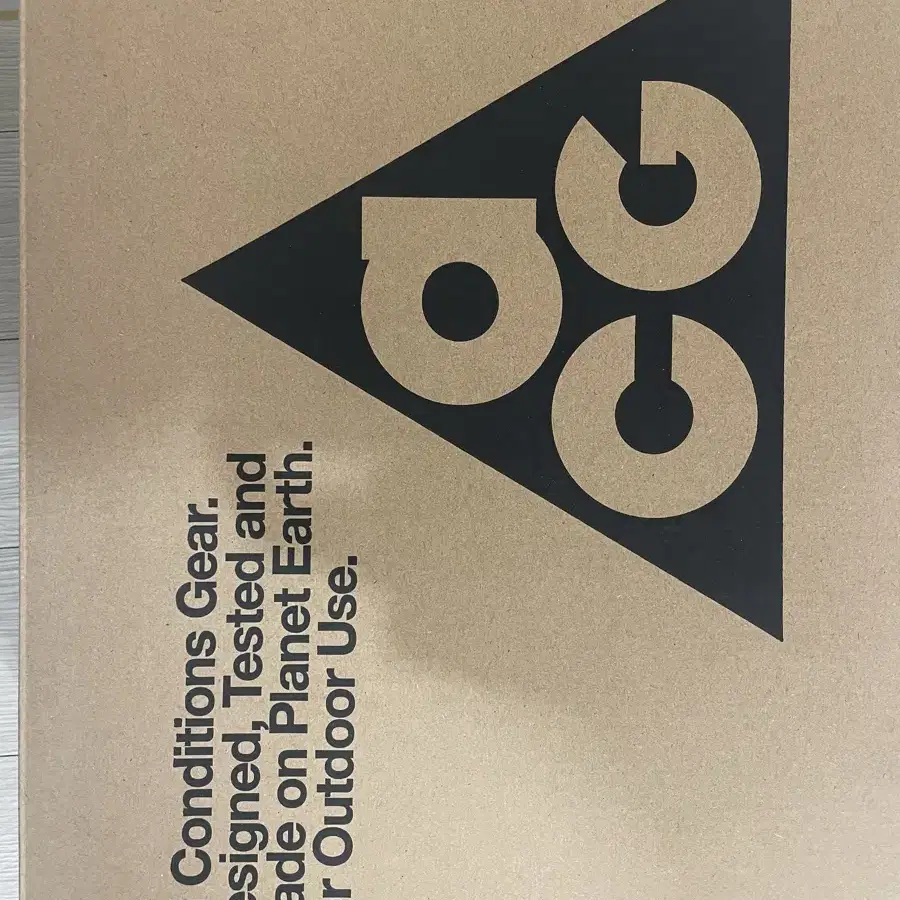 Conditions Gear.
esigned, Tested and
ade on Planet Earth.
r Outdoor Use.
acg